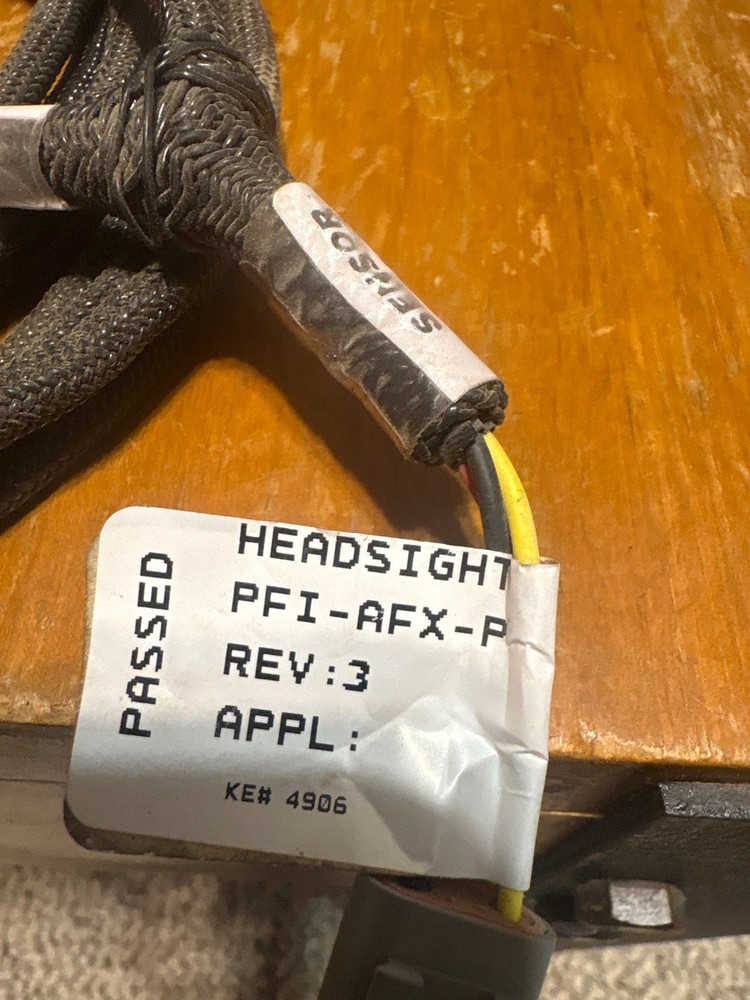 SENSOR
HEADSIGHT
PFI-AFX-P
REV:3
APPL:
KE# 4906
PASSED